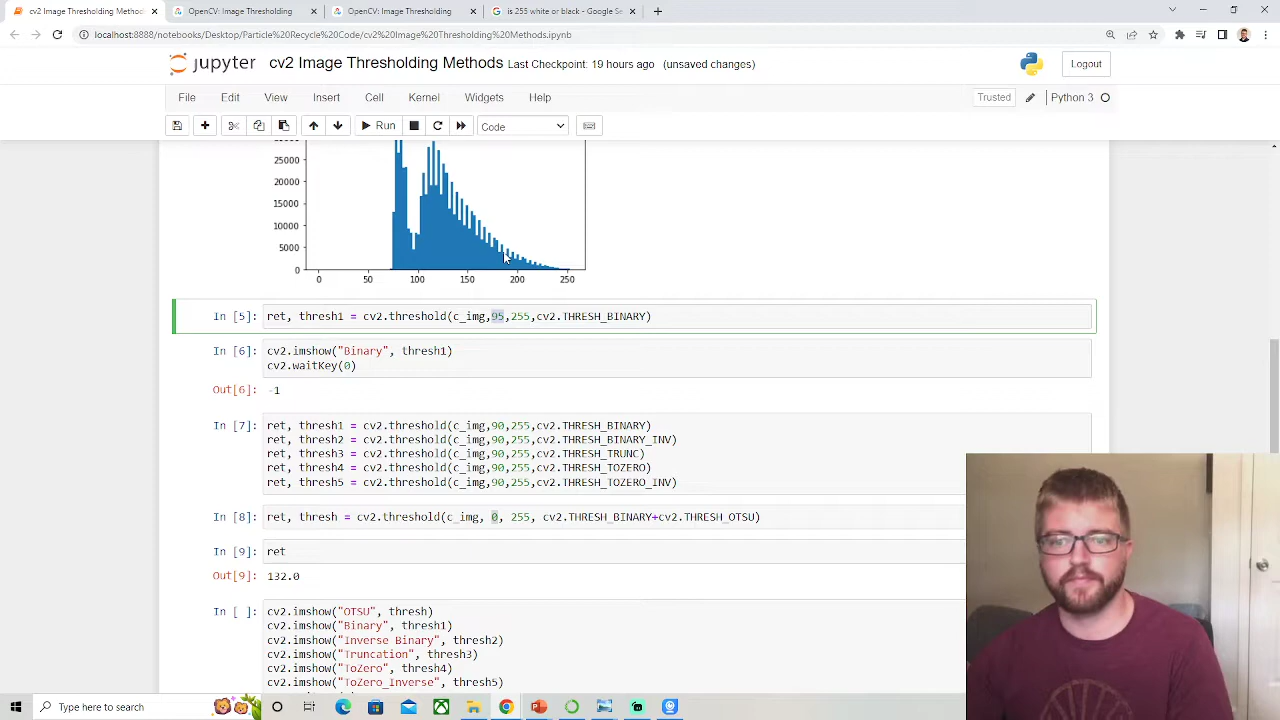 cv2 Image Thresholding Method
OpenCV: Image Thresholding
OpenCV: Image Thresholding
is 255 white or black - Google Se
localhost:8888/notebooks/Desktop/Particle%20Recycle%20Code/cv2%20Image%20Thresholding%20Methods.ipynb
jupyter cv2 Image Thresholding Methods Last Checkpoint: 19 hours ago (unsaved changes)
Logout
File Edit View Insert Cell Kernel Widgets Help
Trusted Python 3
Run Code
25000
20000
15000
10000
5000
0
0 50 100 150 200 250
In [5]: ret, thresh1 = cv2.threshold(c_img,95,255,cv2.THRESH_BINARY)
In [6]: cv2.imshow("Binary", thresh1)
cv2.waitKey(0)
Out[6]: -1
In [7]: ret, thresh1 = cv2.threshold(c_img,90,255,cv2.THRESH_BINARY)
ret, thresh2 = cv2.threshold(c_img,90,255,cv2.THRESH_BINARY_INV)
ret, thresh3 = cv2.threshold(c_img,90,255,cv2.THRESH_TRUNC)
ret, thresh4 = cv2.threshold(c_img,90,255,cv2.THRESH_TOZERO)
ret, thresh5 = cv2.threshold(c_img,90,255,cv2.THRESH_TOZERO_INV)
In [8]: ret, thresh = cv2.threshold(c_img, 0, 255, cv2.THRESH_BINARY+cv2.THRESH_OTSU)
In [9]: ret
Out[9]: 132.0
In [ ]: cv2.imshow("OTSU", thresh)
cv2.imshow("Binary", thresh1)
cv2.imshow("Inverse Binary", thresh2)
cv2.imshow("Truncation", thresh3)
cv2.imshow("ToZero", thresh4)
cv2.imshow("ToZero_Inverse", thresh5)
Type here to search